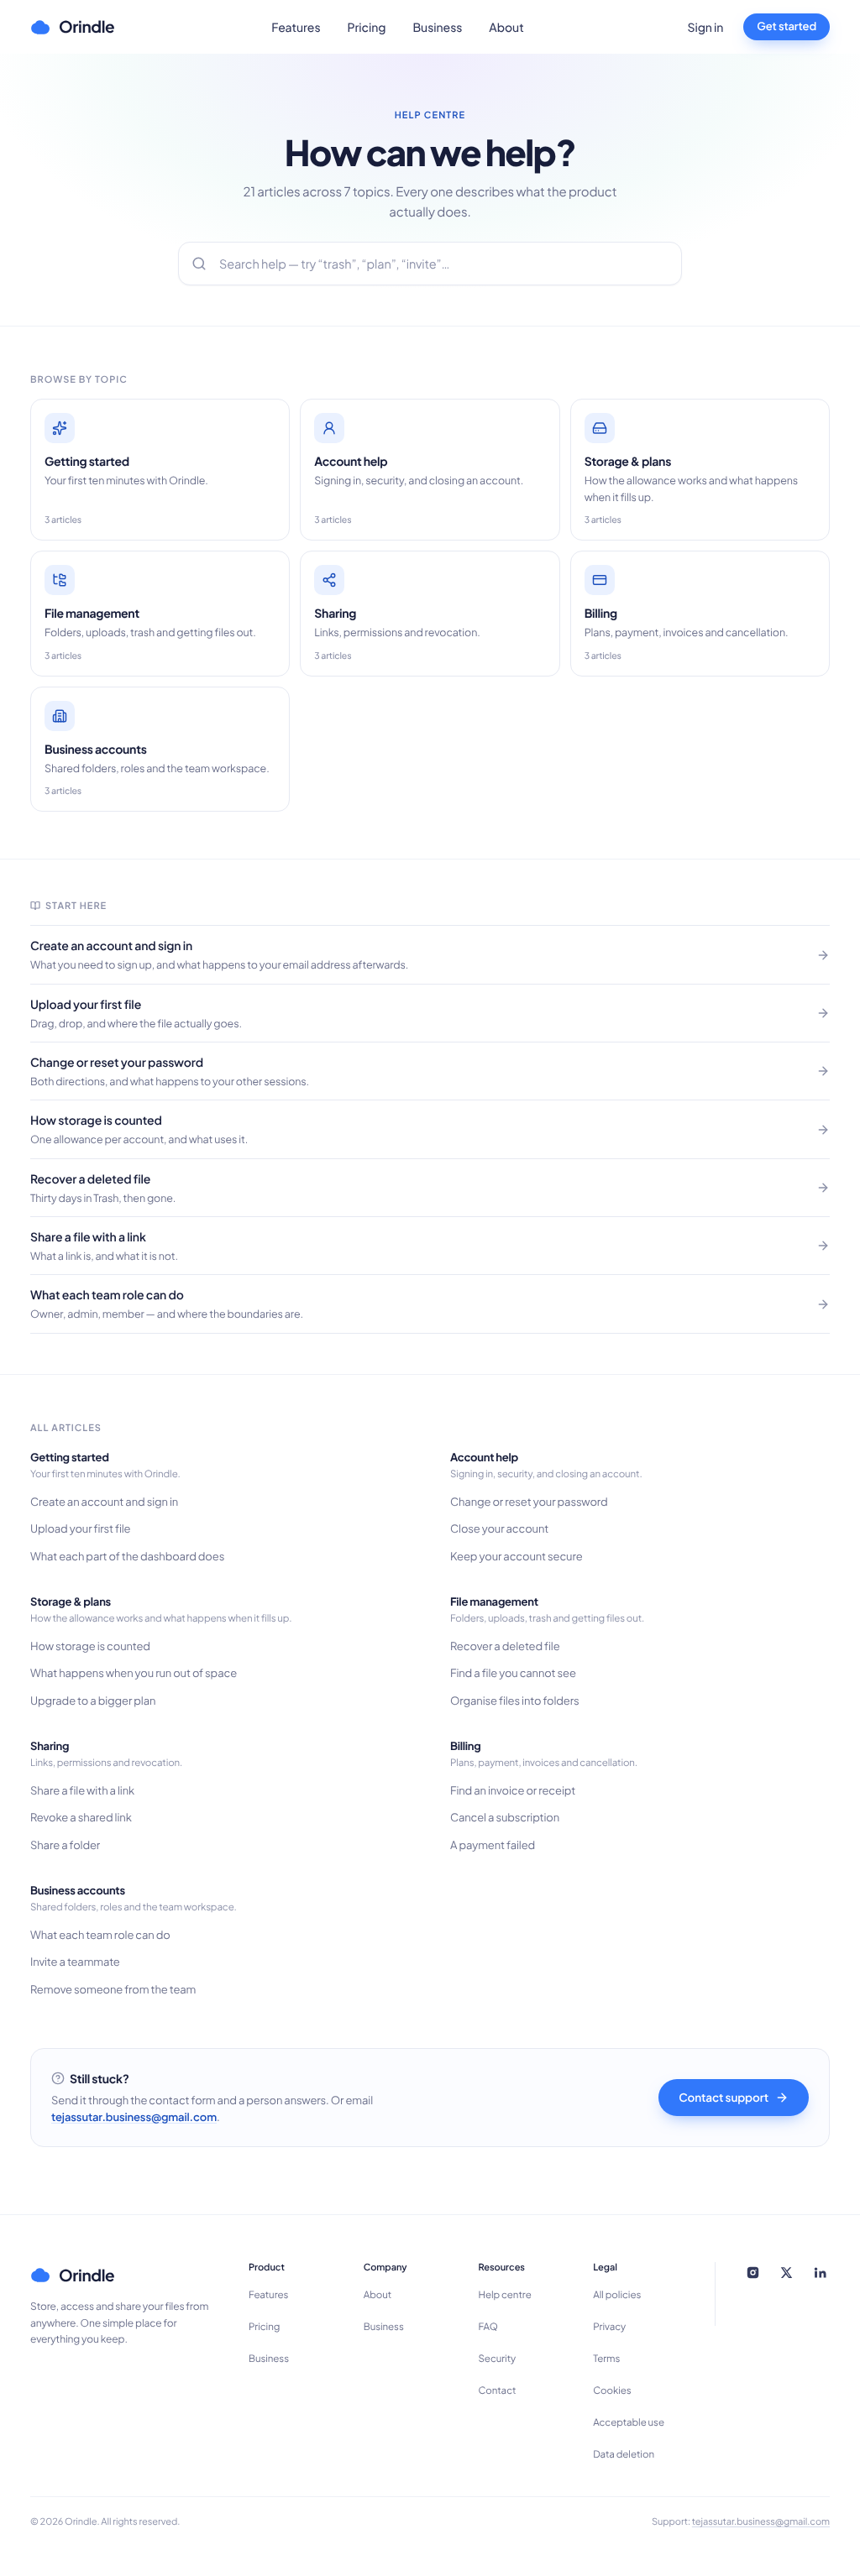 Orindle
Features
Pricing
Business
About
Sign in
Get started
HELP CENTRE
How can we help?
21 articles across 7 topics. Every one describes what the product
actually does.
Search help — try “trash”, “plan”, “invite”…
BROWSE BY TOPIC
Getting started
Your first ten minutes with Orindle.
3 articles
Account help
Signing in, security, and closing an account.
3 articles
Storage & plans
How the allowance works and what happens
when it fills up.
3 articles
File management
Folders, uploads, trash and getting files out.
3 articles
Sharing
Links, permissions and revocation.
3 articles
Billing
Plans, payment, invoices and cancellation.
3 articles
Business accounts
Shared folders, roles and the team workspace.
3 articles
START HERE
Create an account and sign in
What you need to sign up, and what happens to your email address afterwards.
Upload your first file
Drag, drop, and where the file actually goes.
Change or reset your password
Both directions, and what happens to your other sessions.
How storage is counted
One allowance per account, and what uses it.
Recover a deleted file
Thirty days in Trash, then gone.
Share a file with a link
What a link is, and what it is not.
What each team role can do
Owner, admin, member — and where the boundaries are.
ALL ARTICLES
Getting started
Your first ten minutes with Orindle.
Create an account and sign in
Upload your first file
What each part of the dashboard does
Account help
Signing in, security, and closing an account.
Change or reset your password
Close your account
Keep your account secure
Storage & plans
How the allowance works and what happens when it fills up.
How storage is counted
What happens when you run out of space
Upgrade to a bigger plan
File management
Folders, uploads, trash and getting files out.
Recover a deleted file
Find a file you cannot see
Organise files into folders
Sharing
Links, permissions and revocation.
Share a file with a link
Revoke a shared link
Share a folder
Billing
Plans, payment, invoices and cancellation.
Find an invoice or receipt
Cancel a subscription
A payment failed
Business accounts
Shared folders, roles and the team workspace.
What each team role can do
Invite a teammate
Remove someone from the team
Still stuck?
Send it through the contact form and a person answers. Or email
tejassutar.business@gmail.com.
Contact support
Orindle
Store, access and share your files from
anywhere. One simple place for
everything you keep.
Product
Features
Pricing
Business
Company
About
Business
Resources
Help centre
FAQ
Security
Contact
Legal
All policies
Privacy
Terms
Cookies
Acceptable use
Data deletion
© 2026 Orindle. All rights reserved.
Support: tejassutar.business@gmail.com